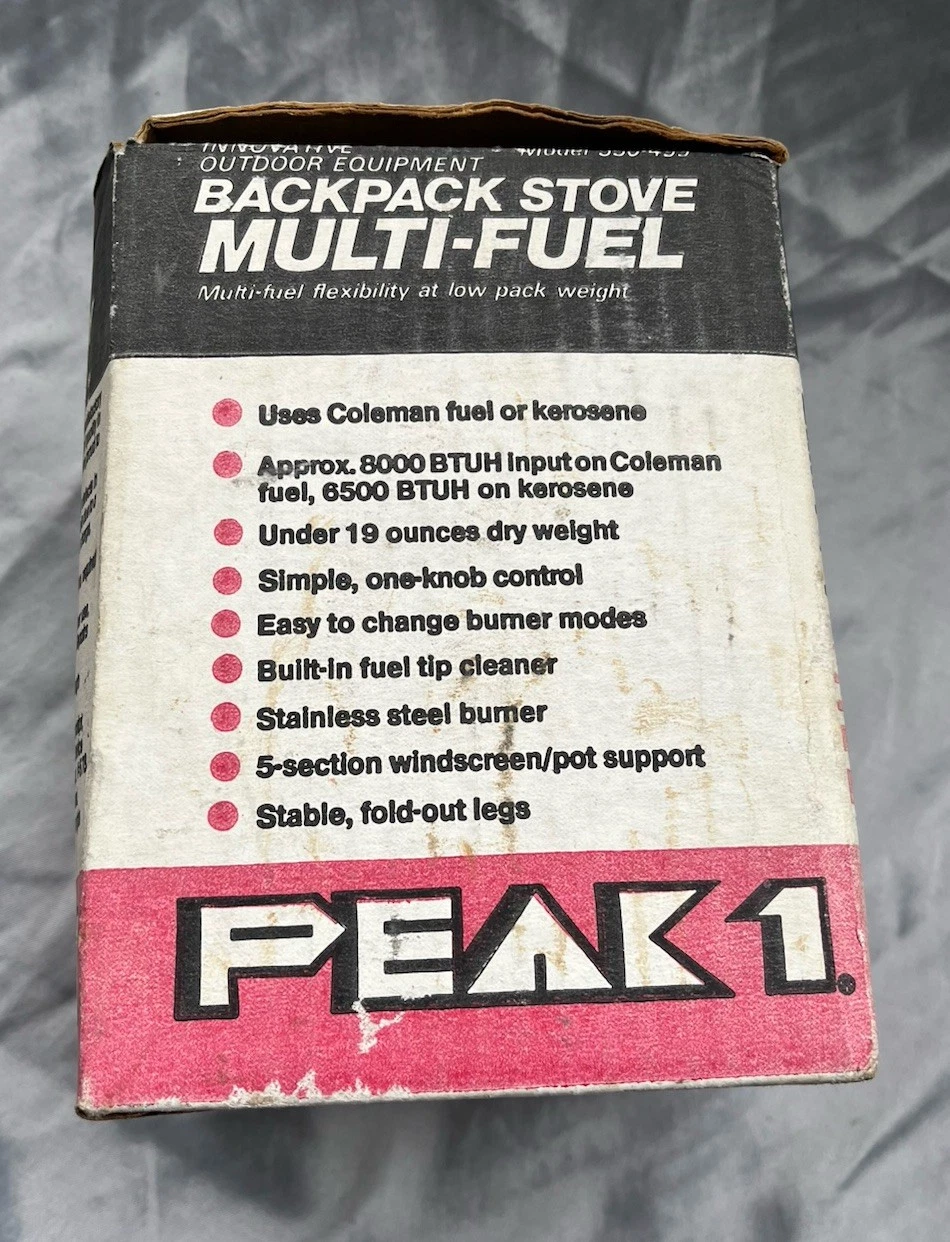 INNOVATIVE
OUTDOOR EQUIPMENT
BACKPACK STOVE
MULTI-FUEL
Multi-fuel flexibility at low pack weight
Uses Coleman fuel or kerosene
Approx. 8000 BTUH input on Coleman
fuel, 6500 BTUH on kerosene
Under 19 ounces dry weight
Simple, one-knob control
Easy to change burner modes
Built-in fuel tip cleaner
Stainless steel burner
5-section windscreen/pot support
Stable, fold-out legs
PEAK 1®